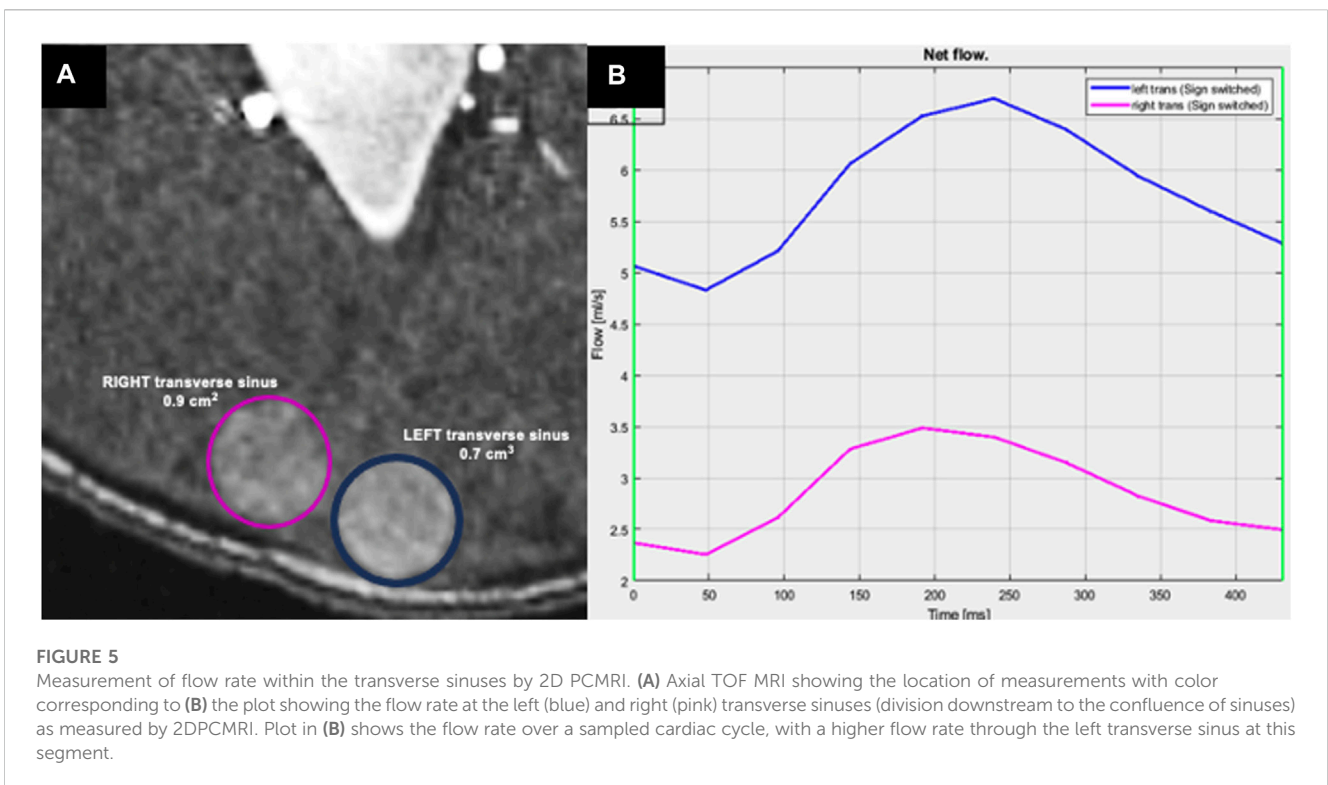 A
RIGHT transverse sinus
0.9 cm²
LEFT transverse sinus
0.7 cm³
B
Net flow.
left trans (Sign switched)
right trans (Sign switched)
Flow [ml/s]
6.5
6
5.5
5
4.5
4
3.5
3
2.5
2
0 50 100 150 200 250 300 350 400
Time [ms]
FIGURE 5
Measurement of flow rate within the transverse sinuses by 2D PCMRI. (A) Axial TOF MRI showing the location of measurements with color
corresponding to (B) the plot showing the flow rate at the left (blue) and right (pink) transverse sinuses (division downstream to the confluence of sinuses)
as measured by 2DPCMRI. Plot in (B) shows the flow rate over a sampled cardiac cycle, with a higher flow rate through the left transverse sinus at this
segment.